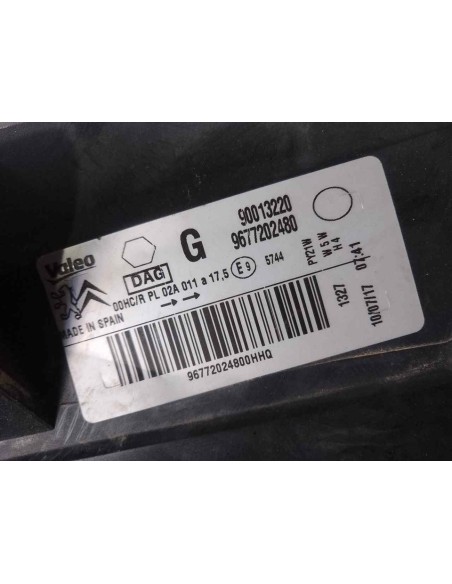 Valeo
MADE IN SPAIN
DAG
G
90013220
9677202480
00HC/R PL 02A 011 a 17,5 E9 5744
PY21W
W5W
H4
1327
10/07/17 07:41
96772024800HHQ